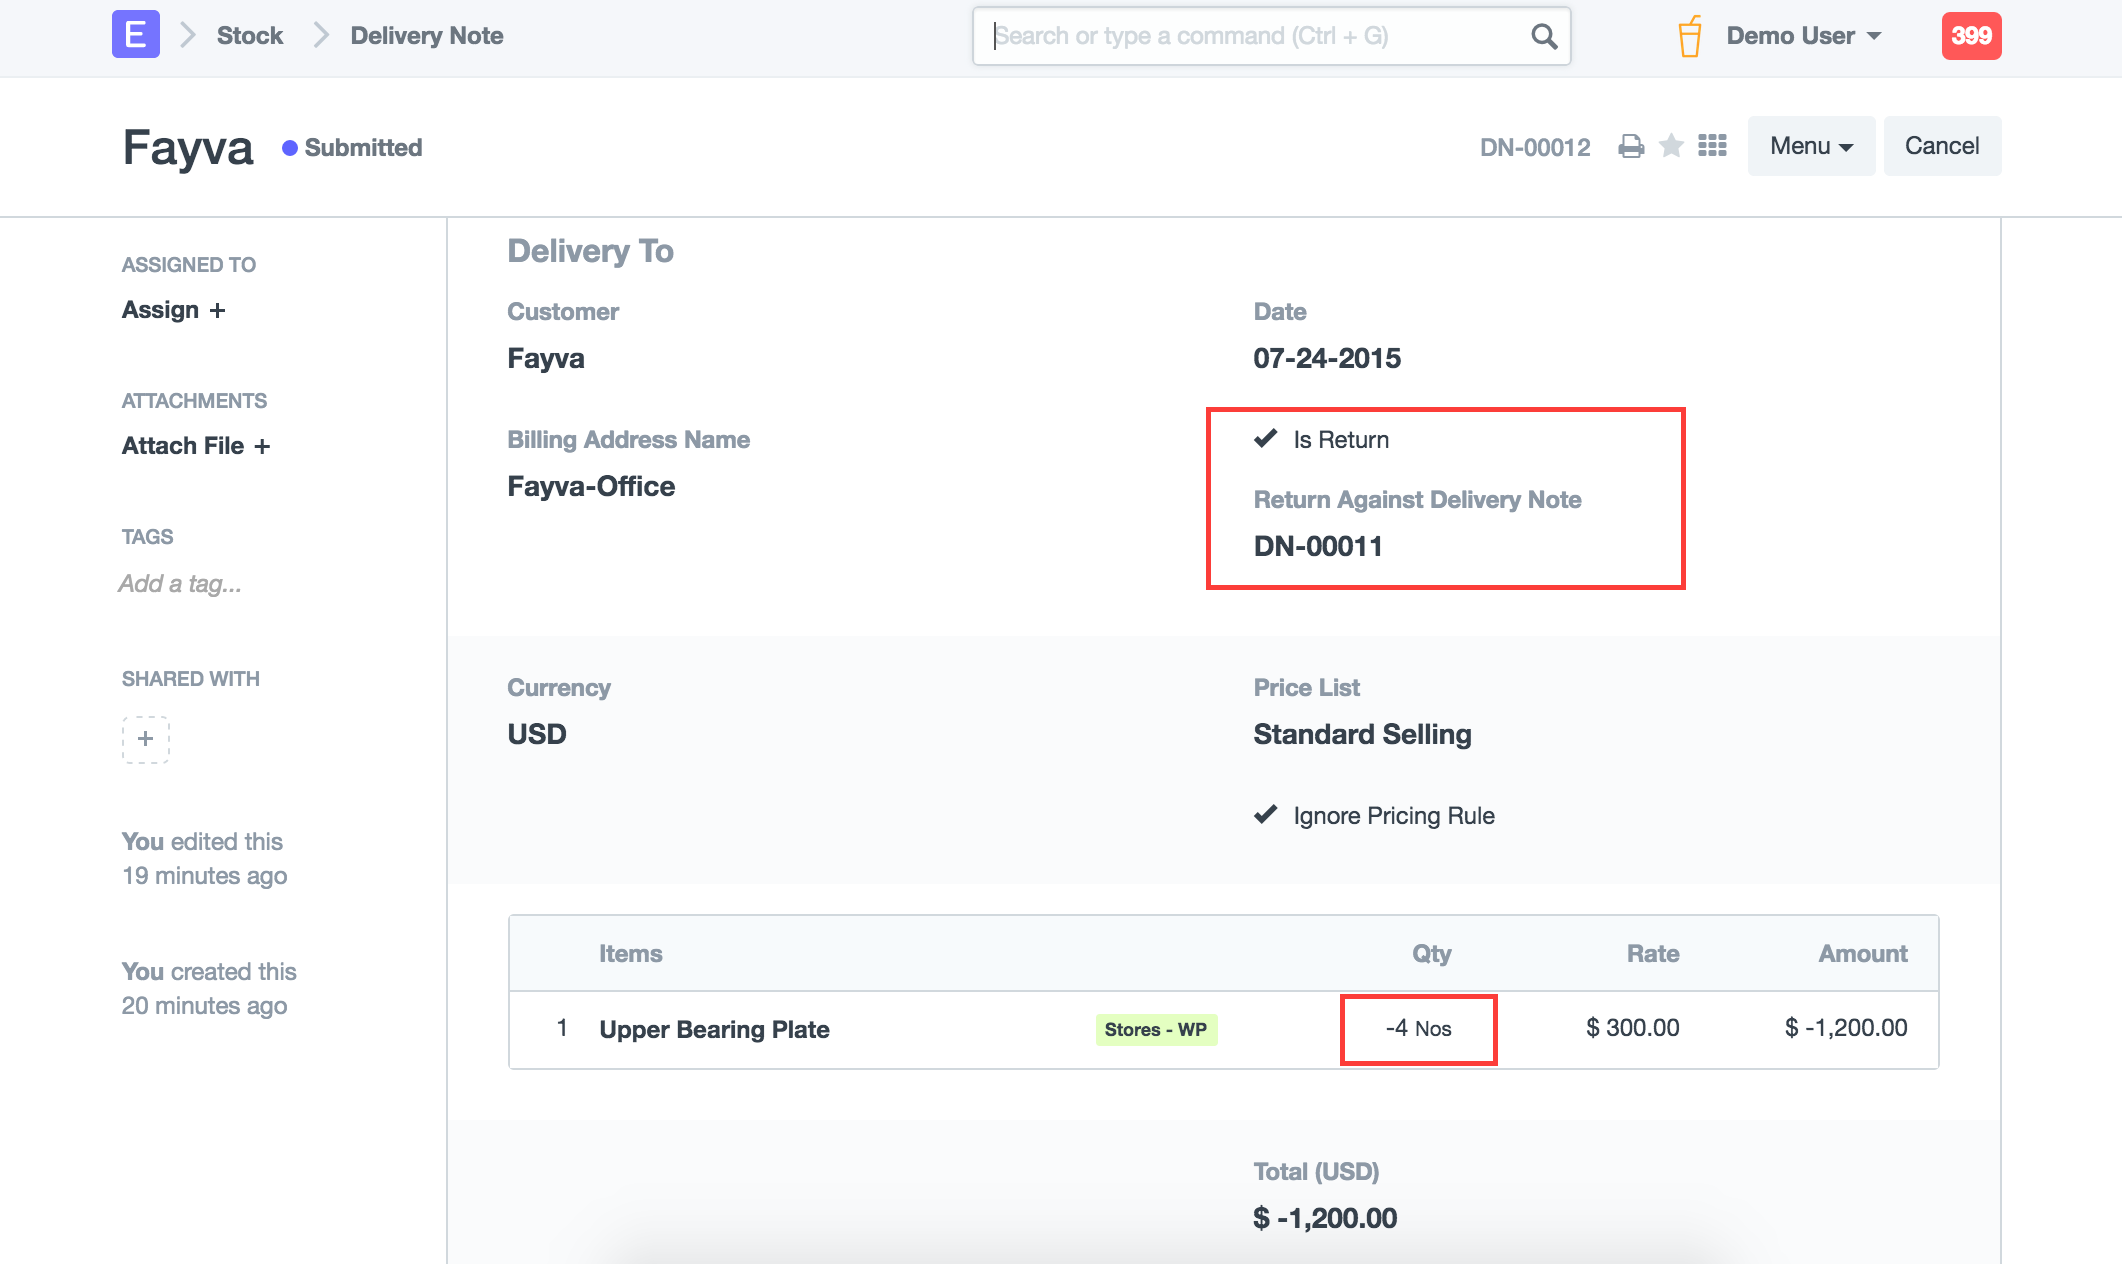 E Stock Delivery Note Search or type a command (Ctrl + G) Demo User 399
Fayva Submitted DN-00012 Menu Cancel
ASSIGNED TO
Assign +
ATTACHMENTS
Attach File +
TAGS
Add a tag...
SHARED WITH
+
You edited this
19 minutes ago
You created this
20 minutes ago
Delivery To
Customer
Fayva
Billing Address Name
Fayva-Office
Date
07-24-2015
Is Return
Return Against Delivery Note
DN-00011
Currency
USD
Price List
Standard Selling
Ignore Pricing Rule
Items Qty Rate Amount
1 Upper Bearing Plate Stores - WP -4 Nos $ 300.00 $ -1,200.00
Total (USD)
$ -1,200.00